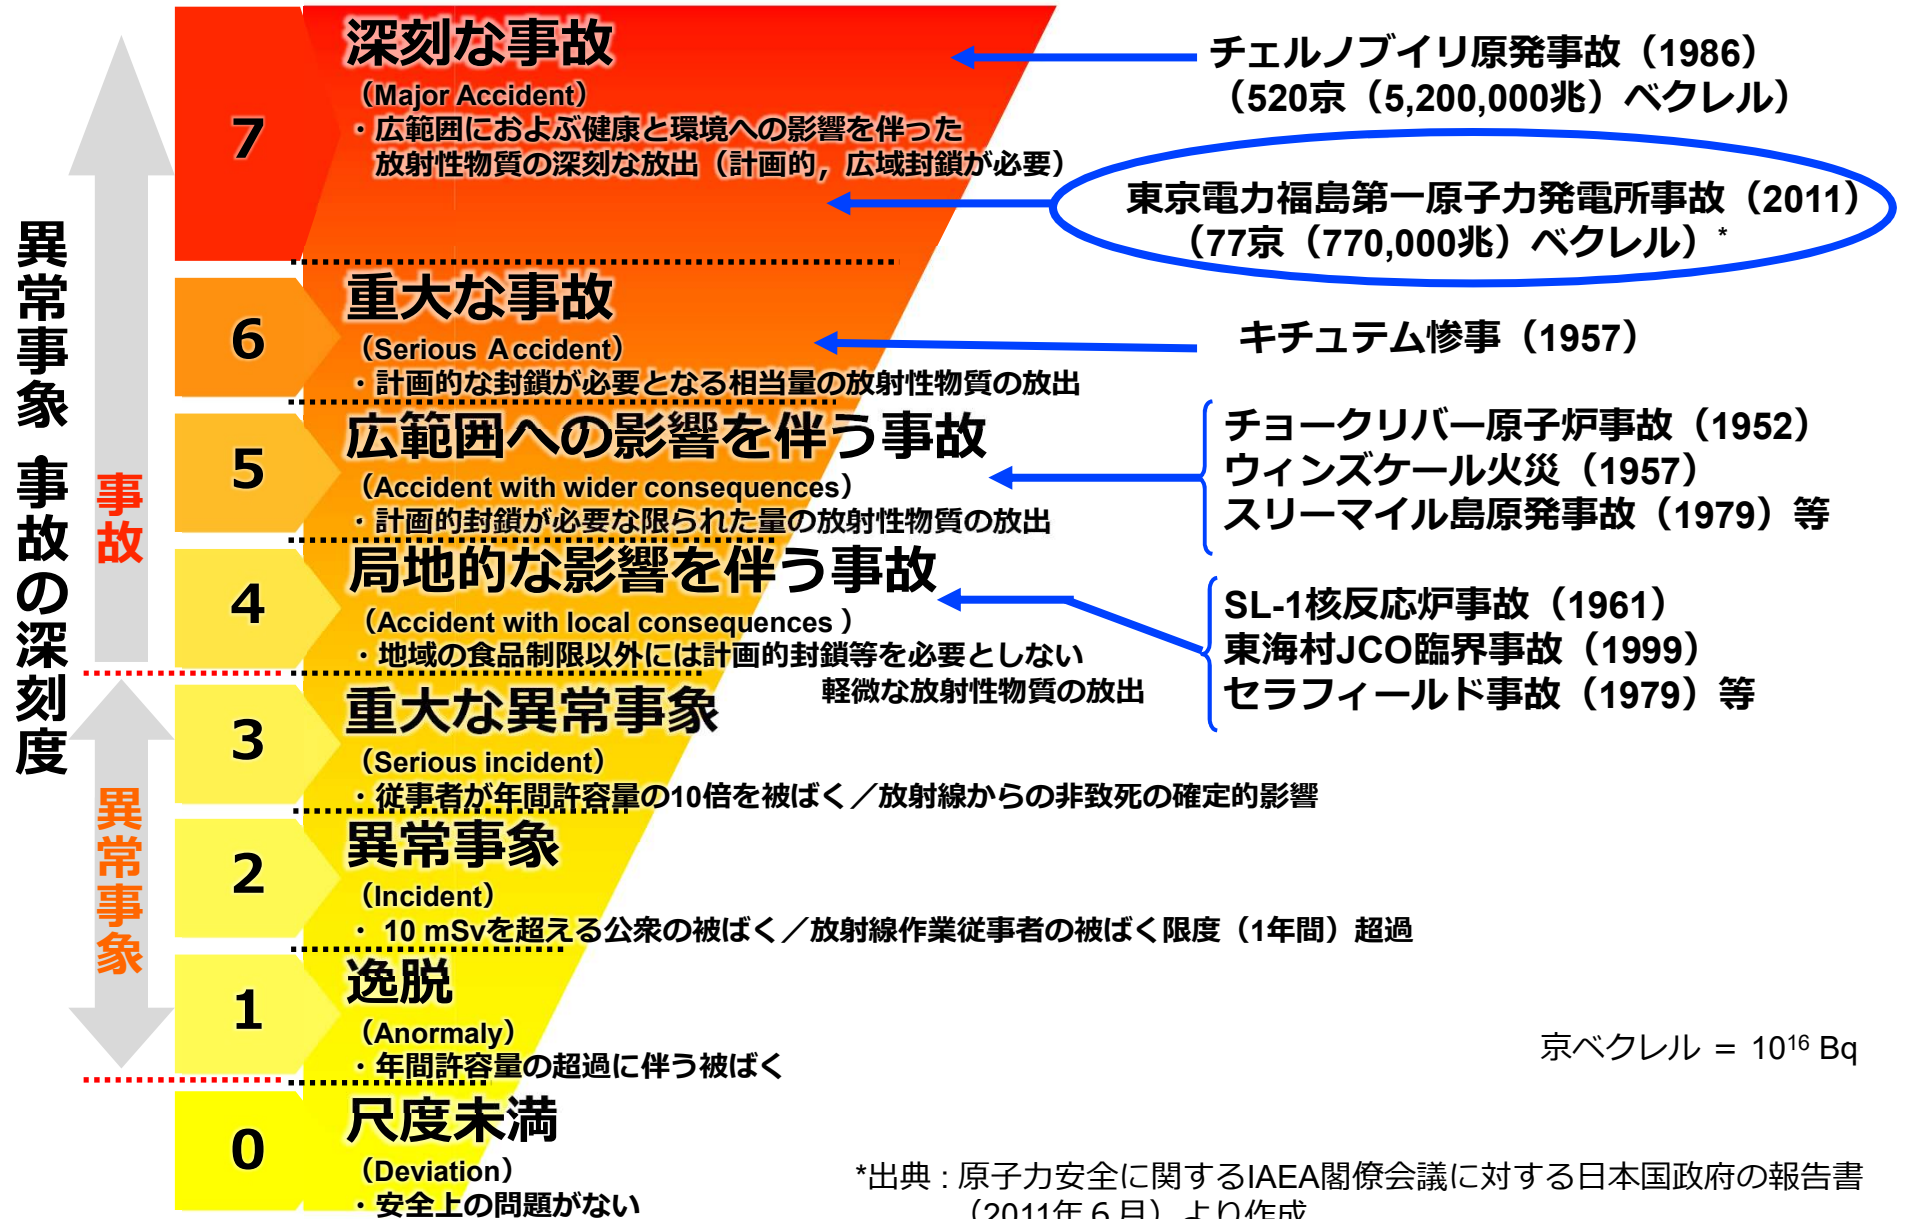 異常事象 事故の深刻度
事故
異常事象
7
深刻な事故
（Major Accident）
・広範囲におよぶ健康と環境への影響を伴った
放射性物質の深刻な放出（計画的，広域封鎖が必要）
チェルノブイリ原発事故（1986）
（520京（5,200,000兆）ベクレル）
東京電力福島第一原子力発電所事故（2011）
（77京（770,000兆）ベクレル）*
6
重大な事故
（Serious Accident）
・計画的な封鎖が必要となる相当量の放射性物質の放出
キチュテム惨事（1957）
5
広範囲への影響を伴う事故
（Accident with wider consequences）
・計画的封鎖が必要な限られた量の放射性物質の放出
チョークリバー原子炉事故（1952）
ウィンズケール火災（1957）
スリーマイル島原発事故（1979）等
4
局地的な影響を伴う事故
（Accident with local consequences ）
・地域の食品制限以外には計画的封鎖等を必要としない
軽微な放射性物質の放出
SL-1核反応炉事故（1961）
東海村JCO臨界事故（1999）
セラフィールド事故（1979）等
3
重大な異常事象
（Serious incident）
・従事者が年間許容量の10倍を被ばく／放射線からの非致死の確定的影響
2
異常事象
（Incident）
・ 10 mSvを超える公衆の被ばく／放射線作業従事者の被ばく限度（1年間）超過
1
逸脱
（Anormaly）
・年間許容量の超過に伴う被ばく
京ベクレル ＝ 10¹⁶ Bq
0
尺度未満
（Deviation）
・安全上の問題がない
*出典 : 原子力安全に関するIAEA閣僚会議に対する日本国政府の報告書
（2011年６月）より作成